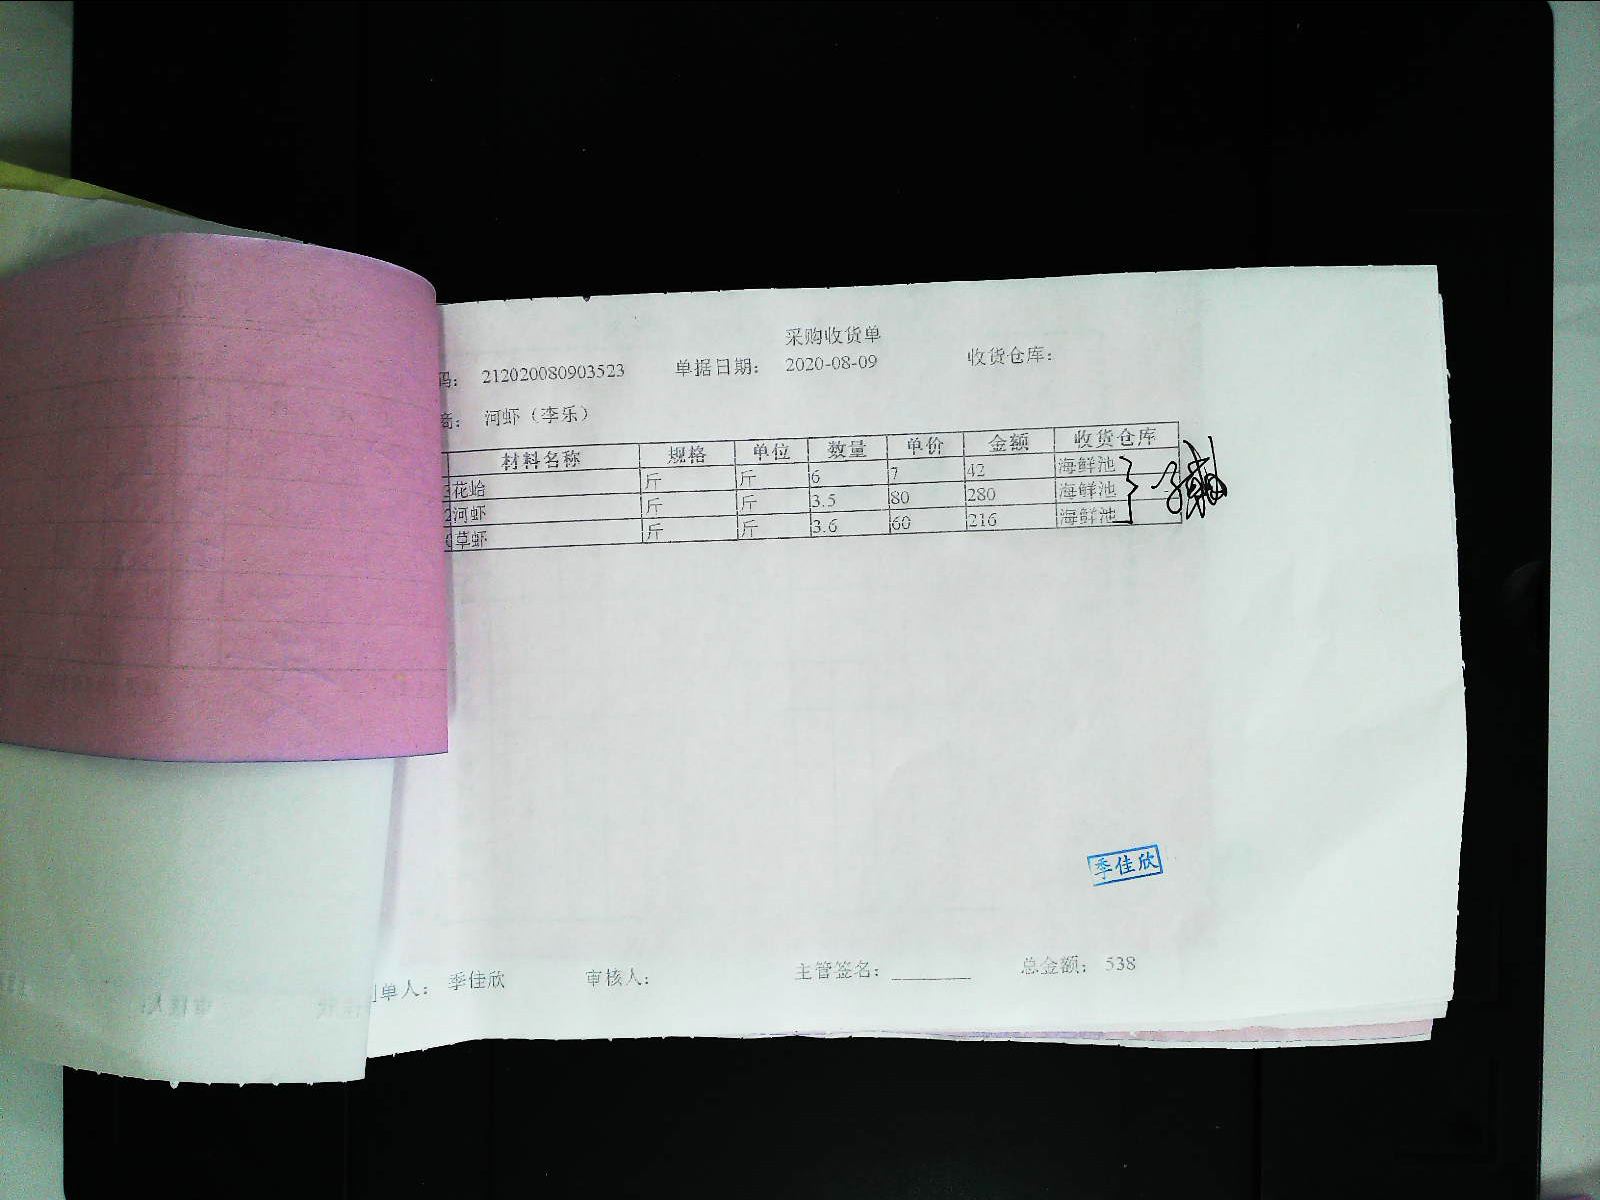 采购收货单
码： 212020080903523 单据日期： 2020-08-09 收货仓库：
商： 河虾（李乐）
材料名称 规格 单位 数量 单价 金额 收货仓库
花蛤 斤 斤 6 7 42 海鲜池
2 河虾 斤 斤 3.5 80 280 海鲜池
草虾 斤 斤 3.6 60 216 海鲜池
季佳欣
单人： 季佳欣 审核人： 主管签名： ________ 总金额： 538